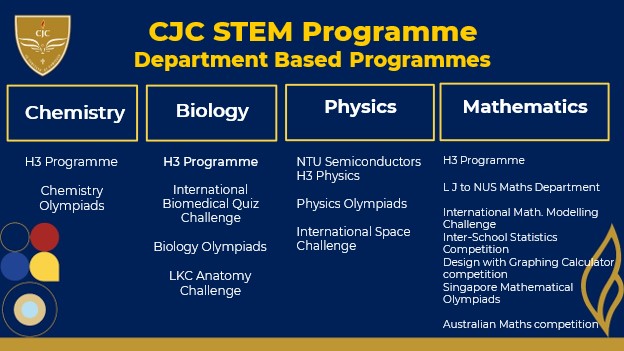 CJC
CJC STEM Programme
Department Based Programmes
Chemistry
H3 Programme
Chemistry
Olympiads
Biology
H3 Programme
International
Biomedical Quiz
Challenge
Biology Olympiads
LKC Anatomy
Challenge
Physics
NTU Semiconductors
H3 Physics
Physics Olympiads
International Space
Challenge
Mathematics
H3 Programme
L J to NUS Maths Department
International Math. Modelling
Challenge
Inter-School Statistics
Competition
Design with Graphing Calculator
competition
Singapore Mathematical
Olympiads
Australian Maths competition